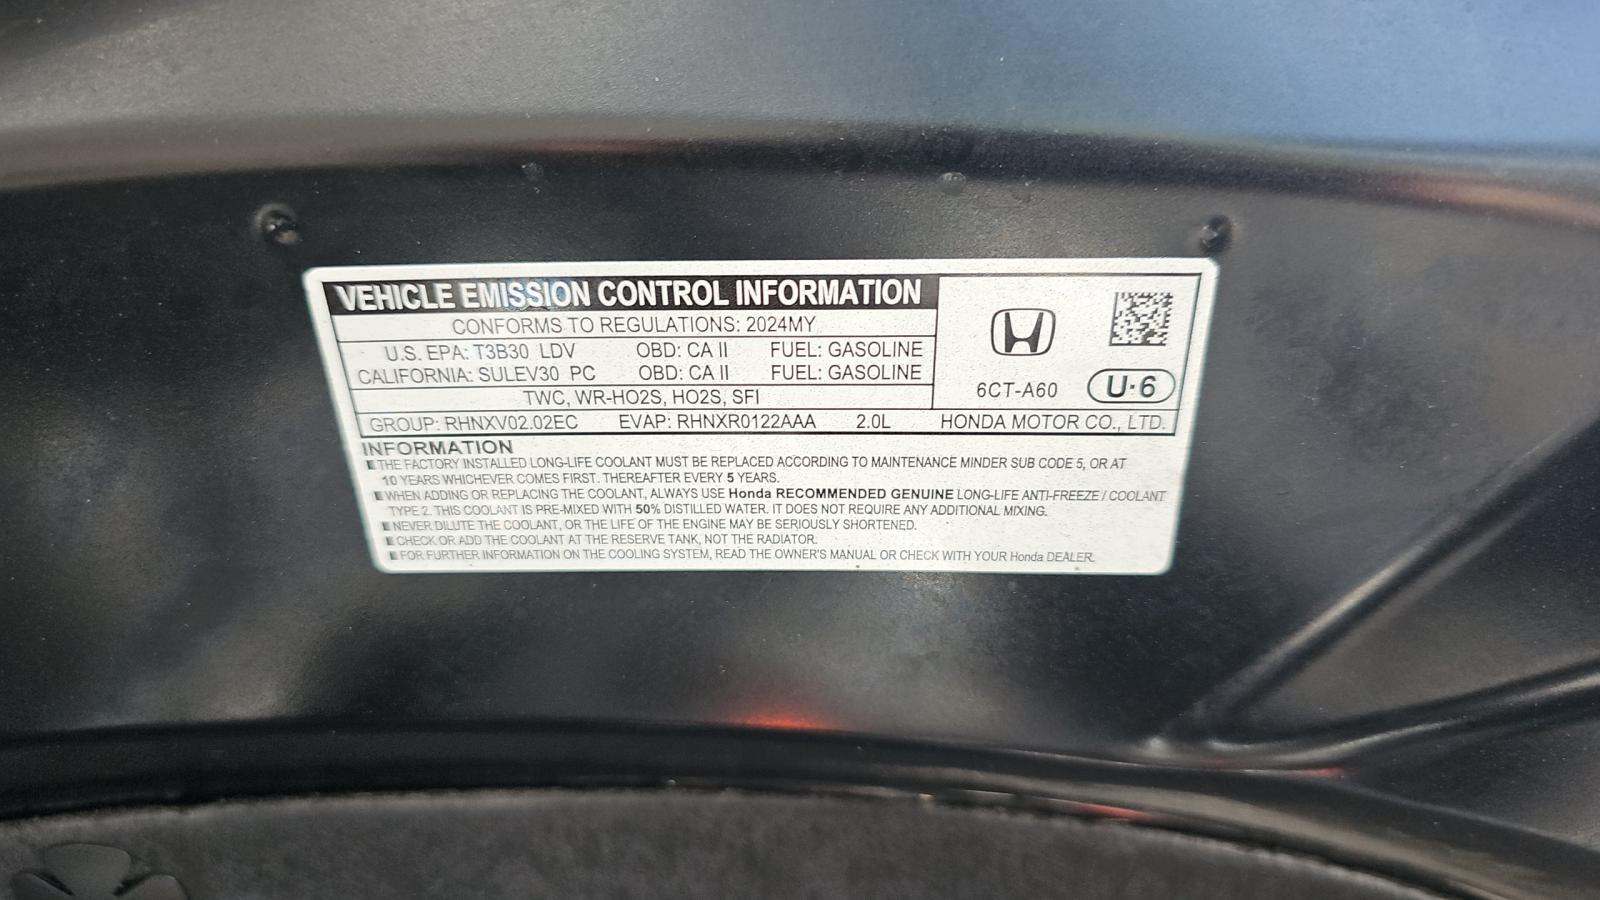 VEHICLE EMISSION CONTROL INFORMATION
CONFORMS TO REGULATIONS: 2024MY
U.S. EPA: T3B30 LDV OBD: CA II FUEL: GASOLINE
CALIFORNIA: SULEV30 PC OBD: CA II FUEL: GASOLINE
TWC, WR-HO2S, HO2S, SFI
6CT-A60 U·6
GROUP: RHNXV02.02EC EVAP: RHNXR0122AAA 2.0L HONDA MOTOR CO., LTD.
INFORMATION
THE FACTORY INSTALLED LONG-LIFE COOLANT MUST BE REPLACED ACCORDING TO MAINTENANCE MINDER SUB CODE 5, OR AT
10 YEARS WHICHEVER COMES FIRST. THEREAFTER EVERY 5 YEARS.
WHEN ADDING OR REPLACING THE COOLANT, ALWAYS USE Honda RECOMMENDED GENUINE LONG-LIFE ANTI-FREEZE / COOLANT
TYPE 2. THIS COOLANT IS PRE-MIXED WITH 50% DISTILLED WATER. IT DOES NOT REQUIRE ANY ADDITIONAL MIXING.
NEVER DILUTE THE COOLANT, OR THE LIFE OF THE ENGINE MAY BE SERIOUSLY SHORTENED.
CHECK OR ADD THE COOLANT AT THE RESERVE TANK, NOT THE RADIATOR.
FOR FURTHER INFORMATION ON THE COOLING SYSTEM, READ THE OWNER'S MANUAL OR CHECK WITH YOUR Honda DEALER.